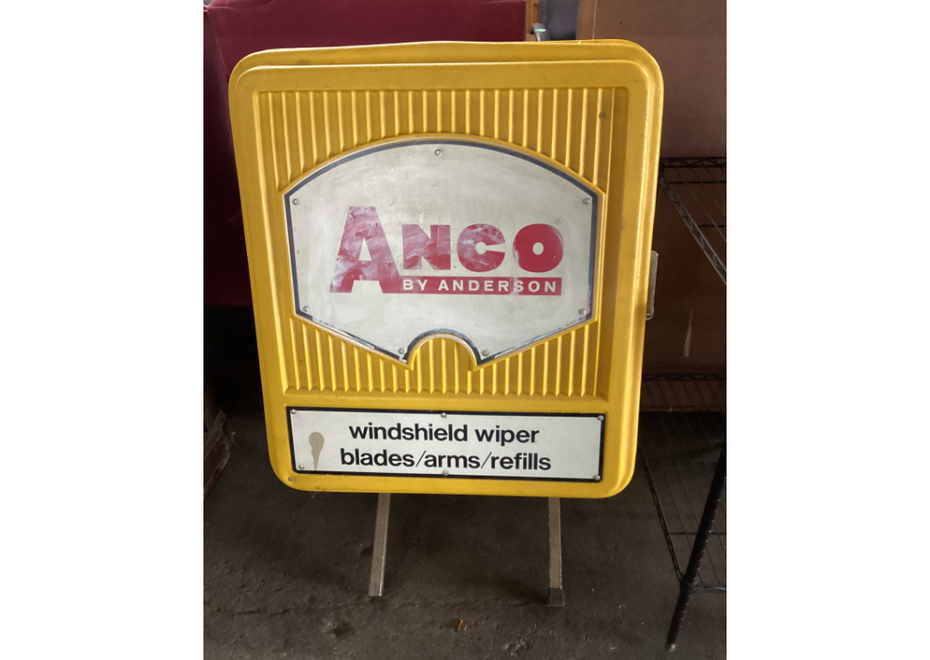 ANCO
BY ANDERSON
windshield wiper
blades/arms/refills